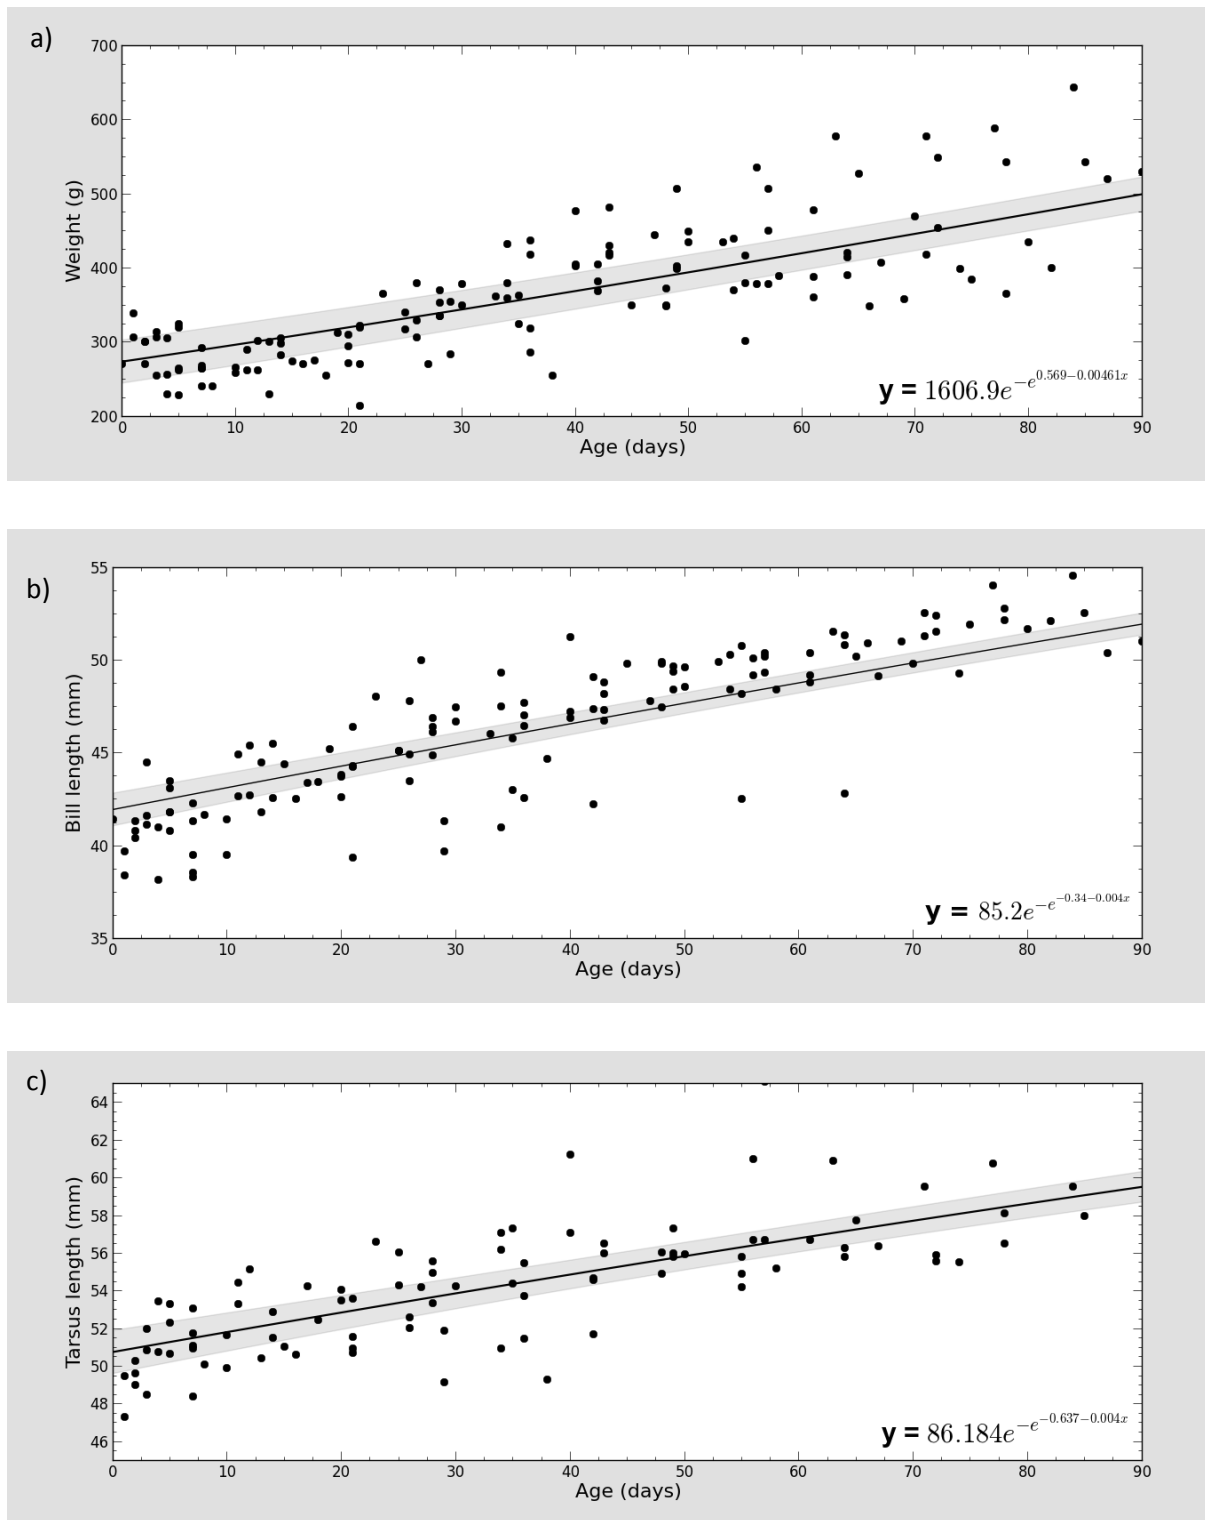 a)
700
600
500
400
300
200
Weight (g)
0 10 20 30 40 50 60 70 80 90
Age (days)
y = 1606.9e^{-e^{0.569-0.00461x}}
b)
55
50
45
40
35
Bill length (mm)
0 10 20 30 40 50 60 70 80 90
Age (days)
y = 85.2e^{-e^{-0.34-0.004x}}
c)
64
62
60
58
56
54
52
50
48
46
Tarsus length (mm)
0 10 20 30 40 50 60 70 80 90
Age (days)
y = 86.184e^{-e^{-0.637-0.004x}}